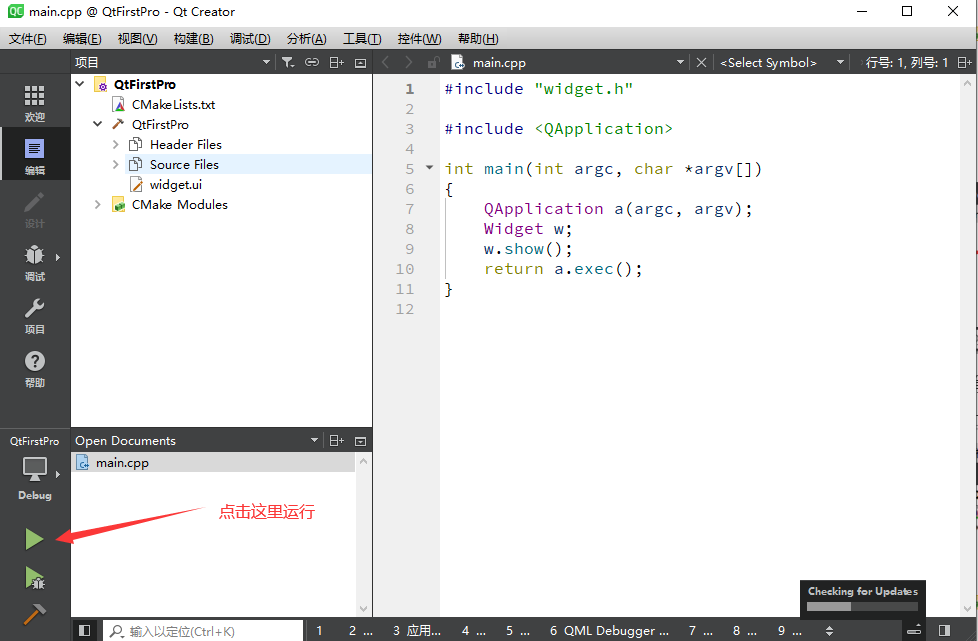 main.cpp @ QtFirstPro - Qt Creator
文件(F) 编辑(E) 视图(V) 构建(B) 调试(D) 分析(A) 工具(T) 控件(W) 帮助(H)
项目
main.cpp
<Select Symbol>
行号: 1, 列号: 1
欢迎
编辑
设计
调试
项目
帮助
QtFirstPro
CMakeLists.txt
QtFirstPro
Header Files
Source Files
widget.ui
CMake Modules
1 #include "widget.h"
2
3 #include <QApplication>
4
5 int main(int argc, char *argv[])
6 {
7 QApplication a(argc, argv);
8 Widget w;
9 w.show();
10 return a.exec();
11 }
12
QtFirstPro
Debug
Open Documents
main.cpp
点击这里运行
Checking for Updates
输入以定位(Ctrl+K)
1 2 ... 3 应用... 4 ... 5 ... 6 QML Debugger ... 7 ... 8 ... 9 ...